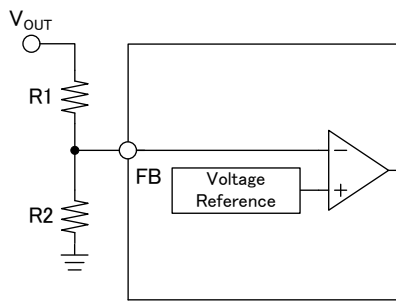 VOUT
R1
FB
Voltage
Reference
R2
−
+